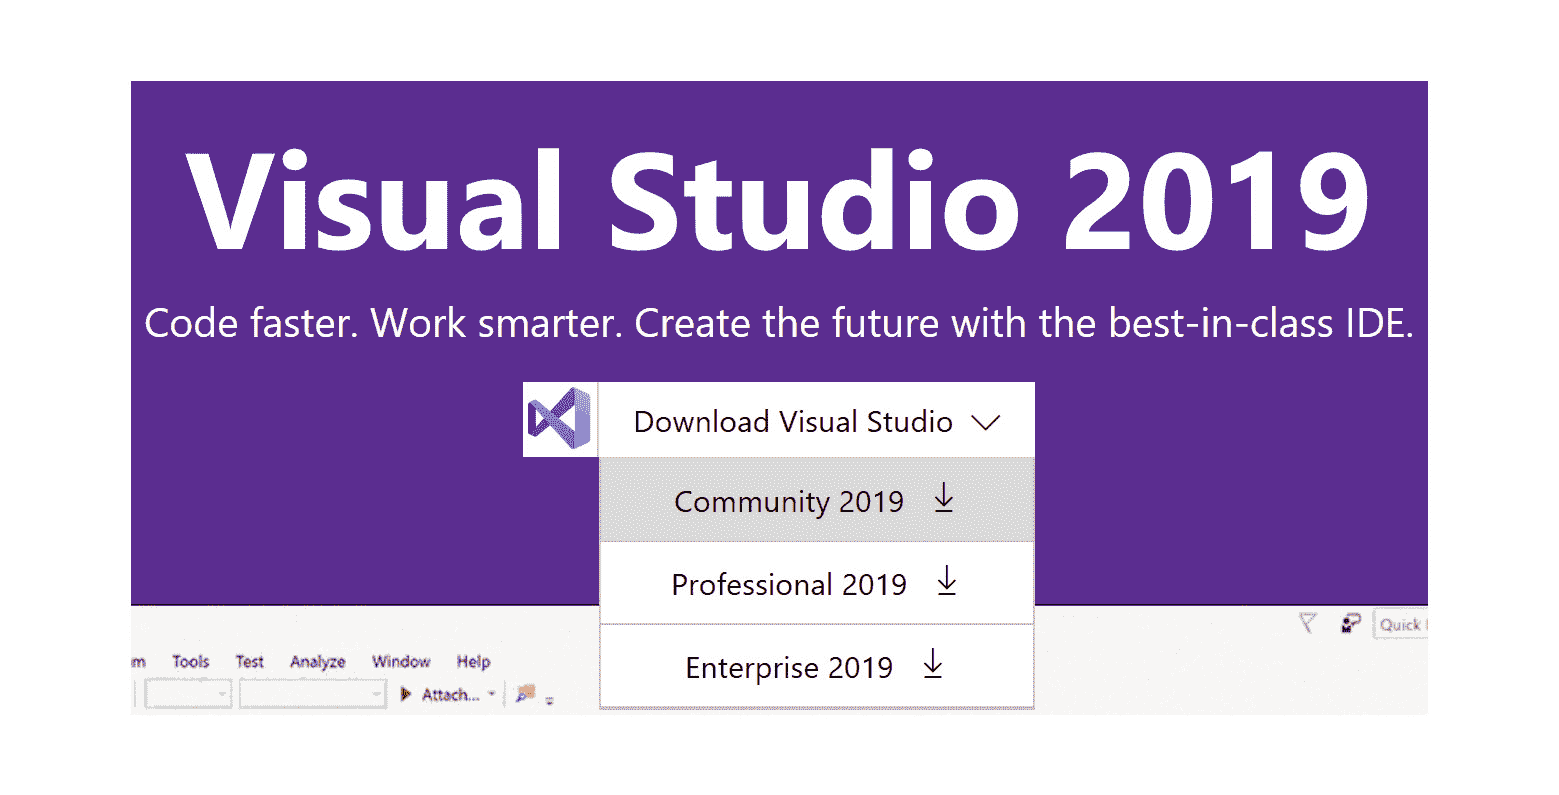 Visual Studio 2019
Code faster. Work smarter. Create the future with the best-in-class IDE.
Download Visual Studio
Community 2019
Professional 2019
Enterprise 2019
Quick
m Tools Test Analyze Window Help
Attach...